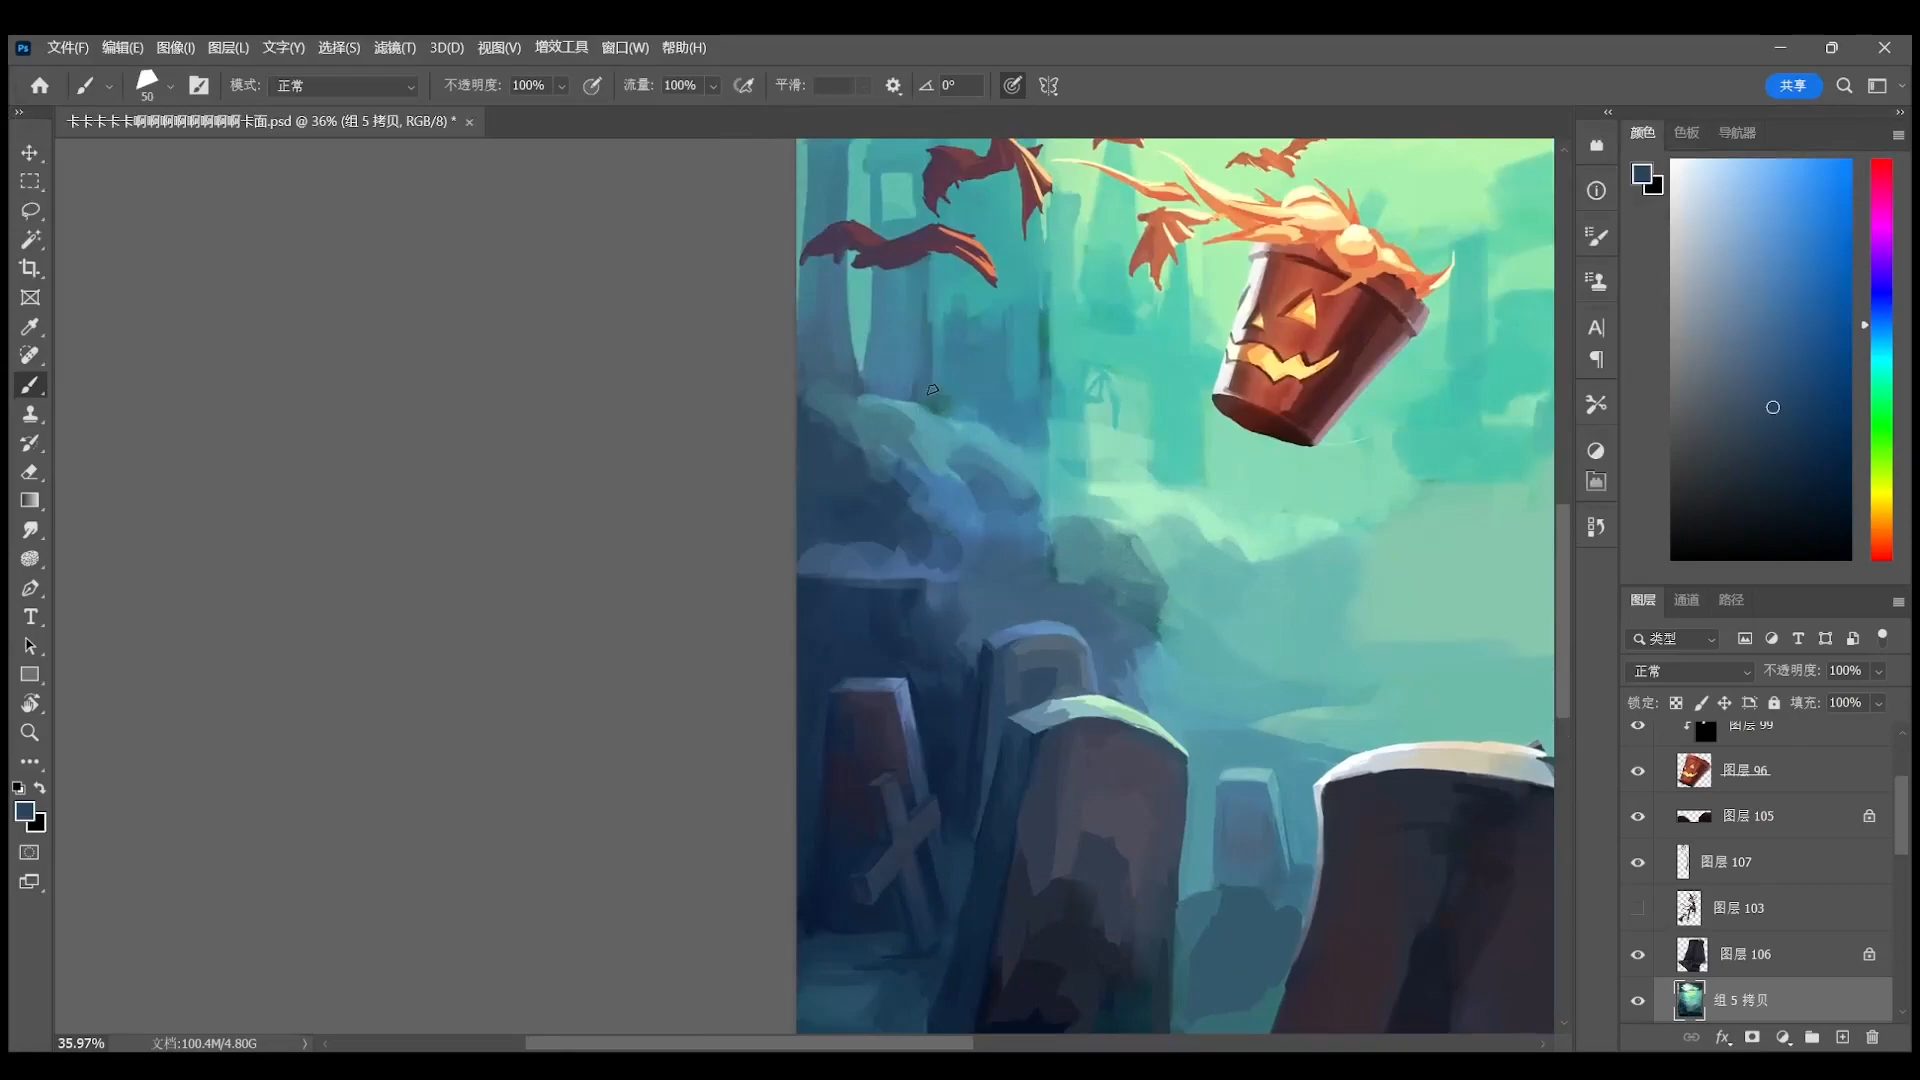 Ps 文件(F) 编辑(E) 图像(I) 图层(L) 文字(Y) 选择(S) 滤镜(T) 3D(D) 视图(V) 增效工具 窗口(W) 帮助(H)
50 模式: 正常 不透明度: 100% 流量: 100% 平滑: 0° 共享
卡卡卡卡卡啊啊啊啊啊啊啊啊卡面.psd @ 36% (组 5 拷贝, RGB/8) *
颜色 色板 导航器
图层 通道 路径
类型
正常 不透明度: 100%
锁定: 填充: 100%
图层 99
图层 96
图层 105
图层 107
图层 103
图层 106
组 5 拷贝
35.97% 文档:100.4M/4.80G